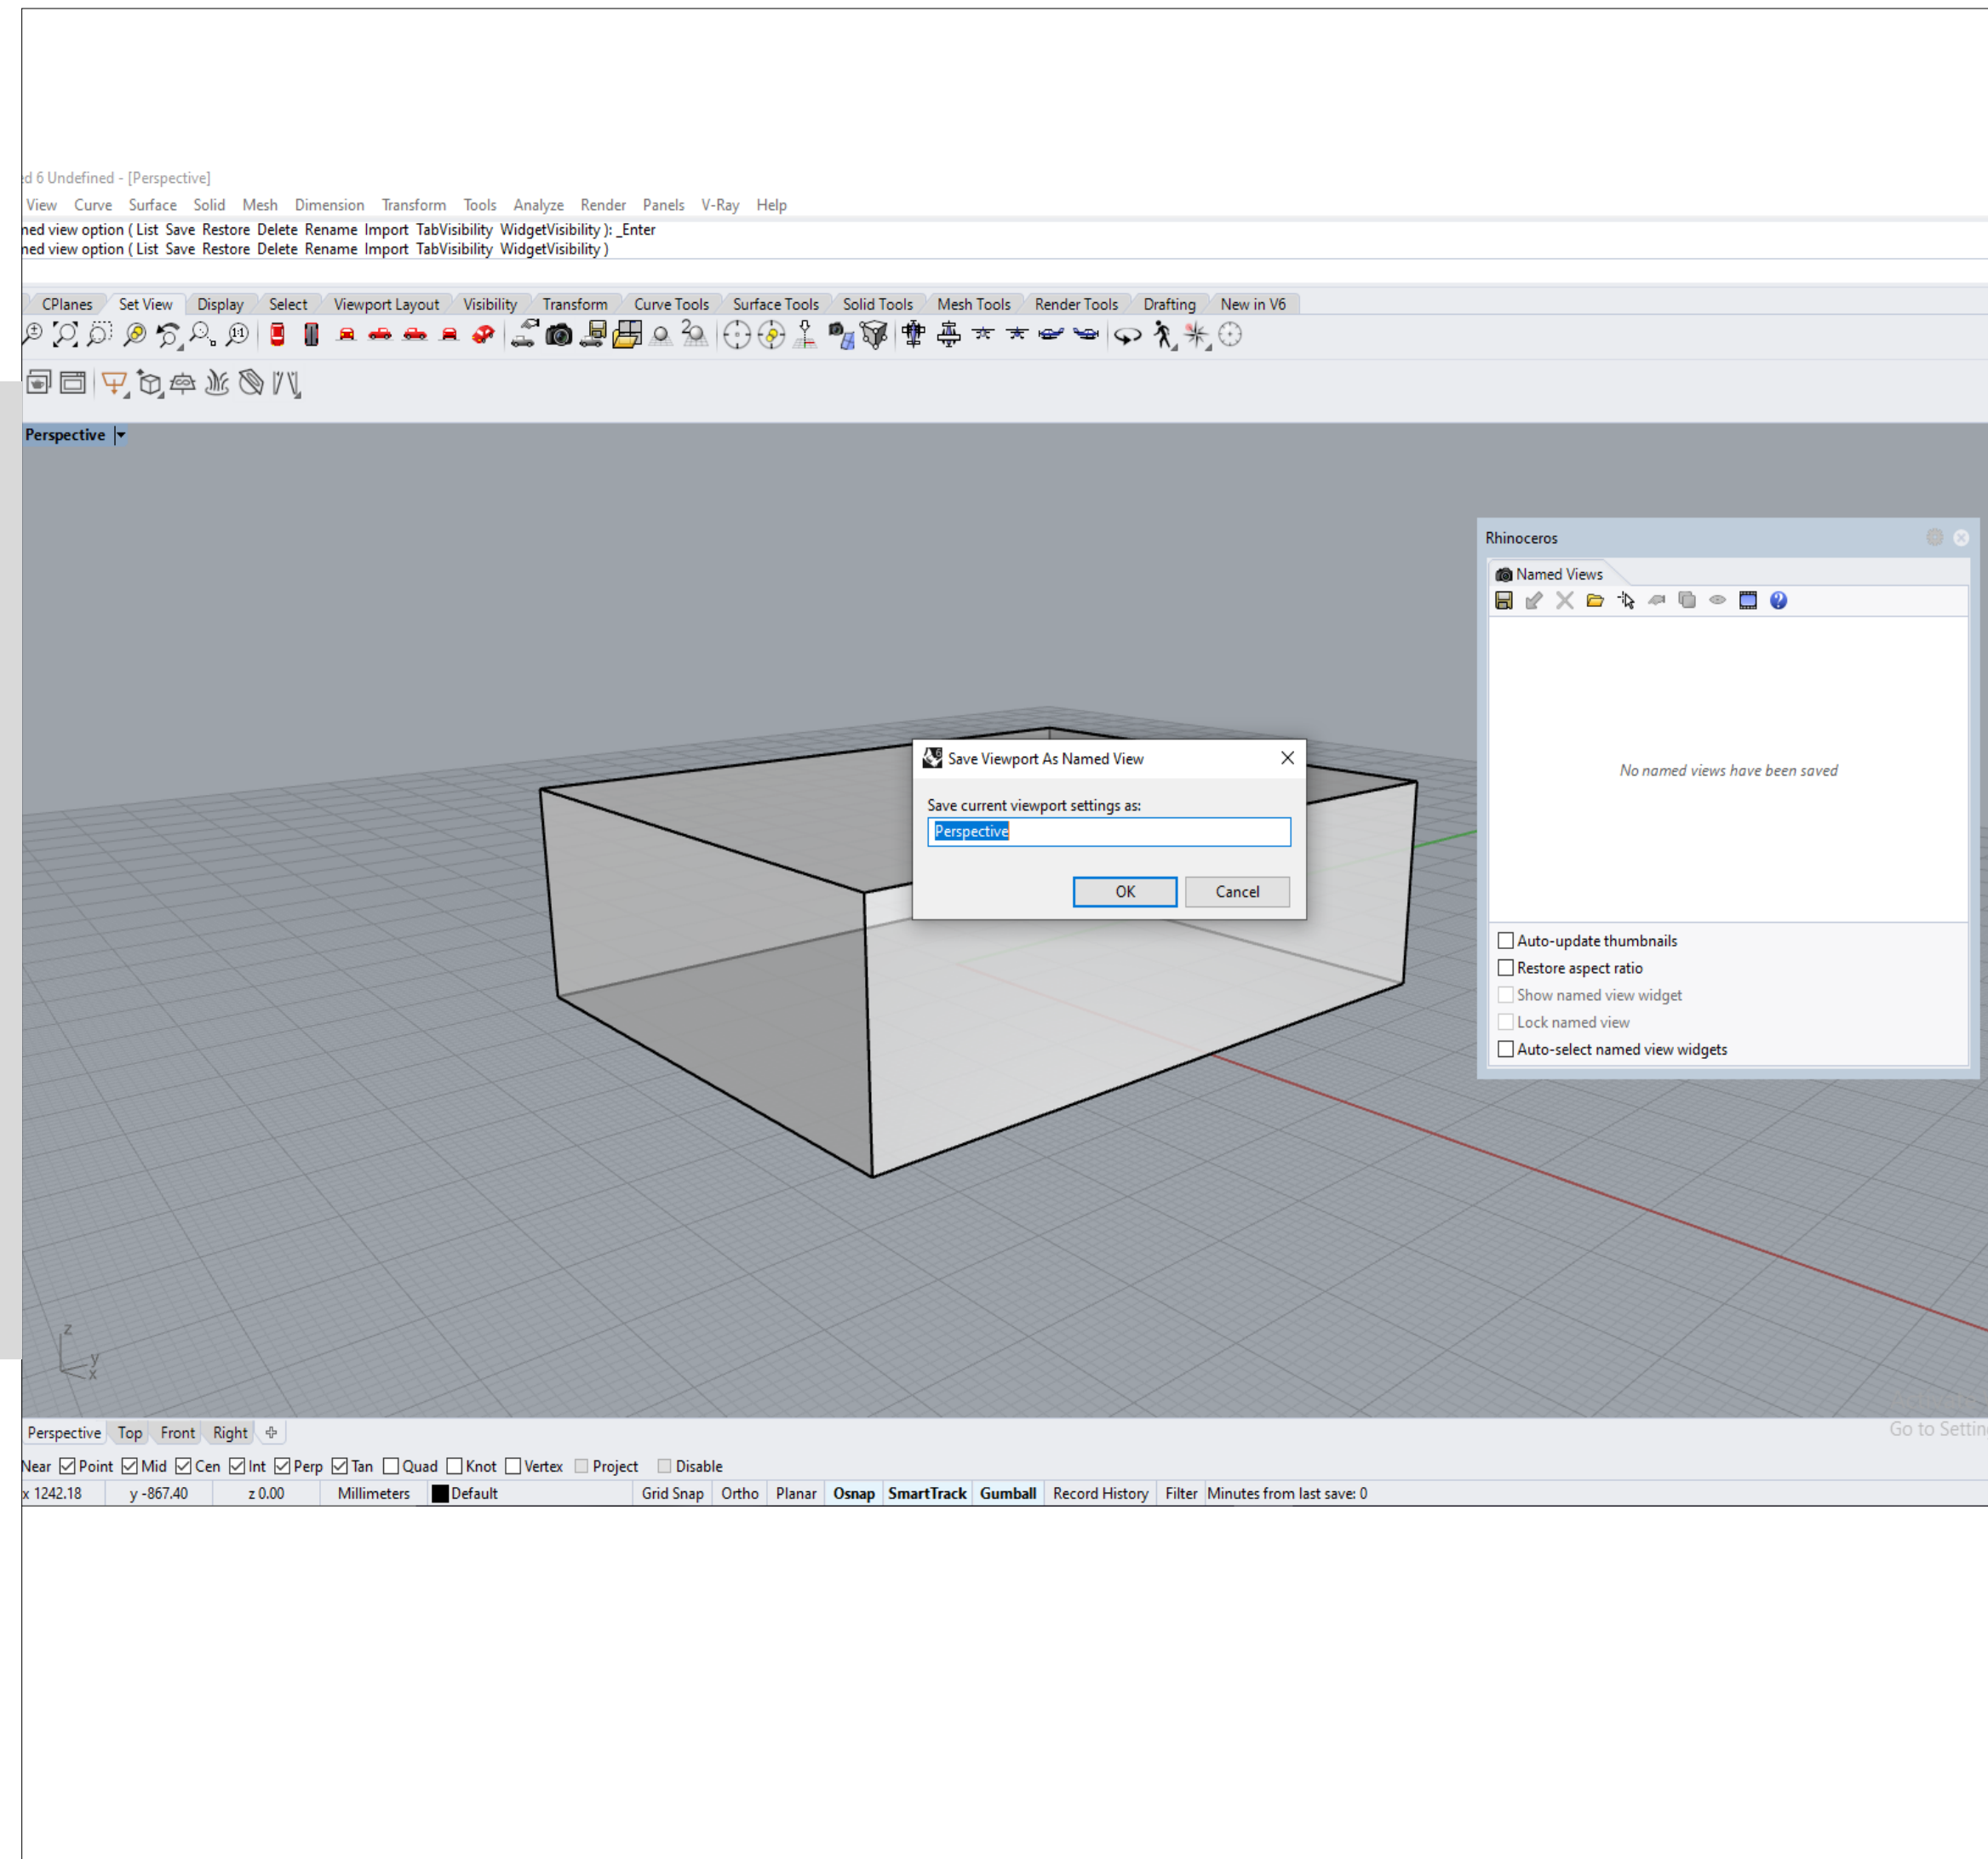 ed 6 Undefined - [Perspective]
View Curve Surface Solid Mesh Dimension Transform Tools Analyze Render Panels V-Ray Help
ned view option ( List Save Restore Delete Rename Import TabVisibility WidgetVisibility ): _Enter
ned view option ( List Save Restore Delete Rename Import TabVisibility WidgetVisibility )
CPlanes Set View Display Select Viewport Layout Visibility Transform Curve Tools Surface Tools Solid Tools Mesh Tools Render Tools Drafting New in V6
1:1 2
Perspective
Rhinoceros
Named Views
No named views have been saved
Save Viewport As Named View
Save current viewport settings as:
Perspective
OK Cancel
Auto-update thumbnails
Restore aspect ratio
Show named view widget
Lock named view
Auto-select named view widgets
z
y
x
Perspective Top Front Right
Go to Settin
Near Point Mid Cen Int Perp Tan Quad Knot Vertex Project Disable
x 1242.18 y -867.40 z 0.00 Millimeters Default Grid Snap Ortho Planar Osnap SmartTrack Gumball Record History Filter Minutes from last save: 0